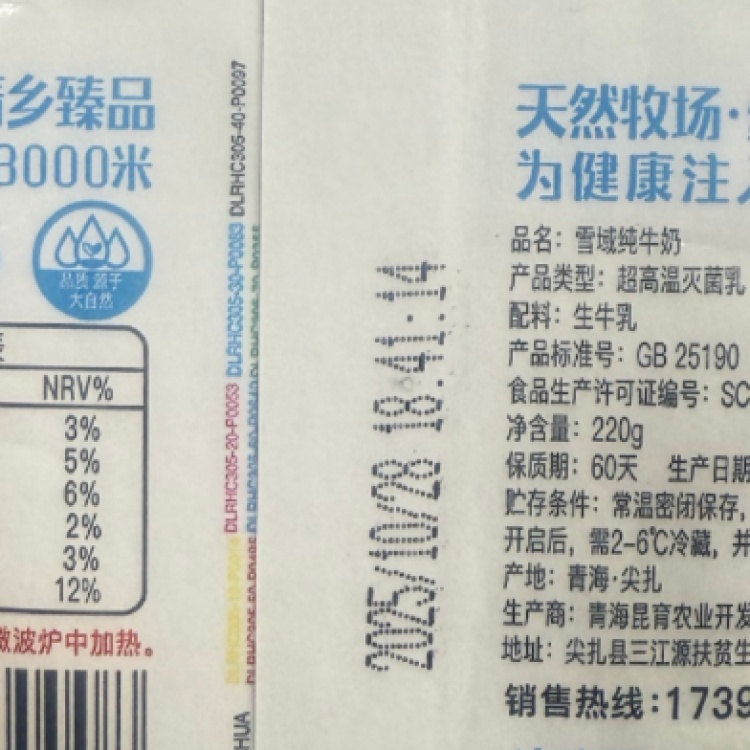 乡臻品
3000米
品质 源于
大自然
NRV%
3%
5%
6%
2%
3%
12%
微波炉中加热。
DLRHC305-40-P0097
DLRHC305-30-P0083
DLRHC305-20-P0053
HUA
2025/10/28 18:41:14
天然牧场·
为健康注
品名：雪域纯牛奶
产品类型：超高温灭菌乳
配料：生牛乳
产品标准号：GB 25190
食品生产许可证编号：SC
净含量：220g
保质期：60天 生产日期
贮存条件：常温密闭保存，
开启后，需2-6℃冷藏，并
产地：青海·尖扎
生产商：青海昆育农业开发
地址：尖扎县三江源扶贫生
销售热线：1739